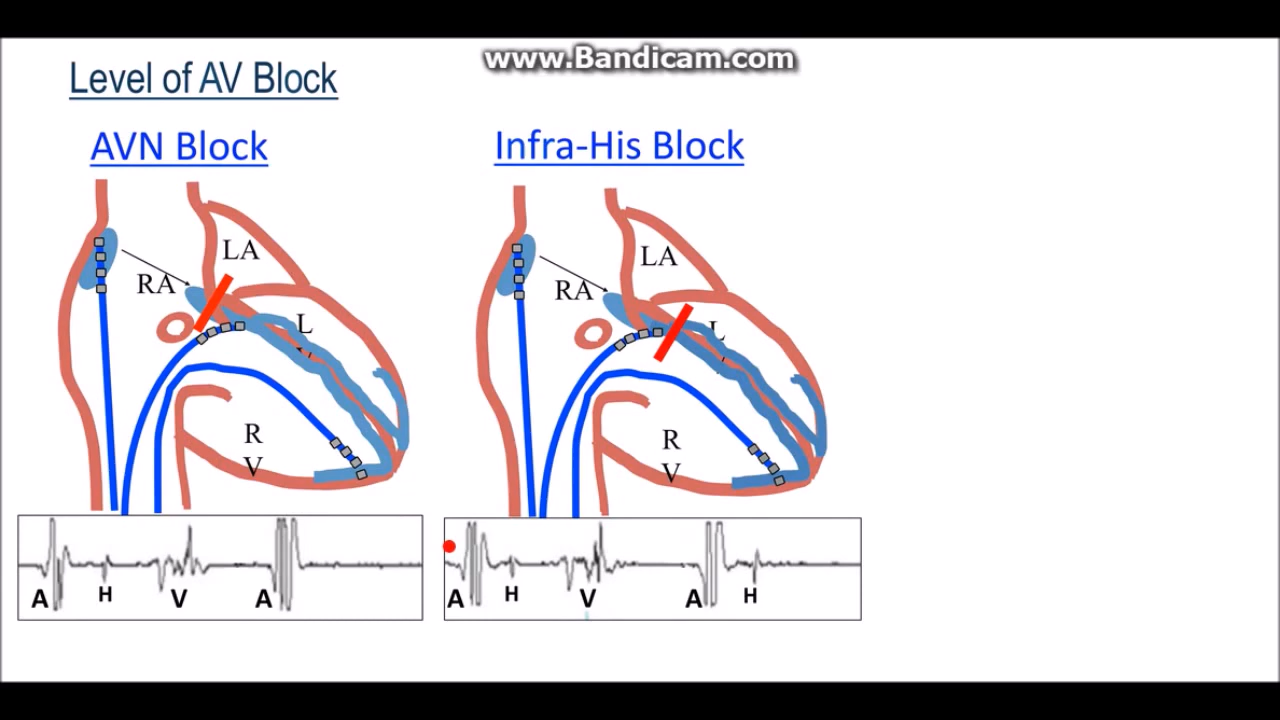 www.Bandicam.com
Level of AV Block
AVN Block
Infra-His Block
LA
RA
L
R
V
LA
RA
L
R
V
A H V A
A H V A H